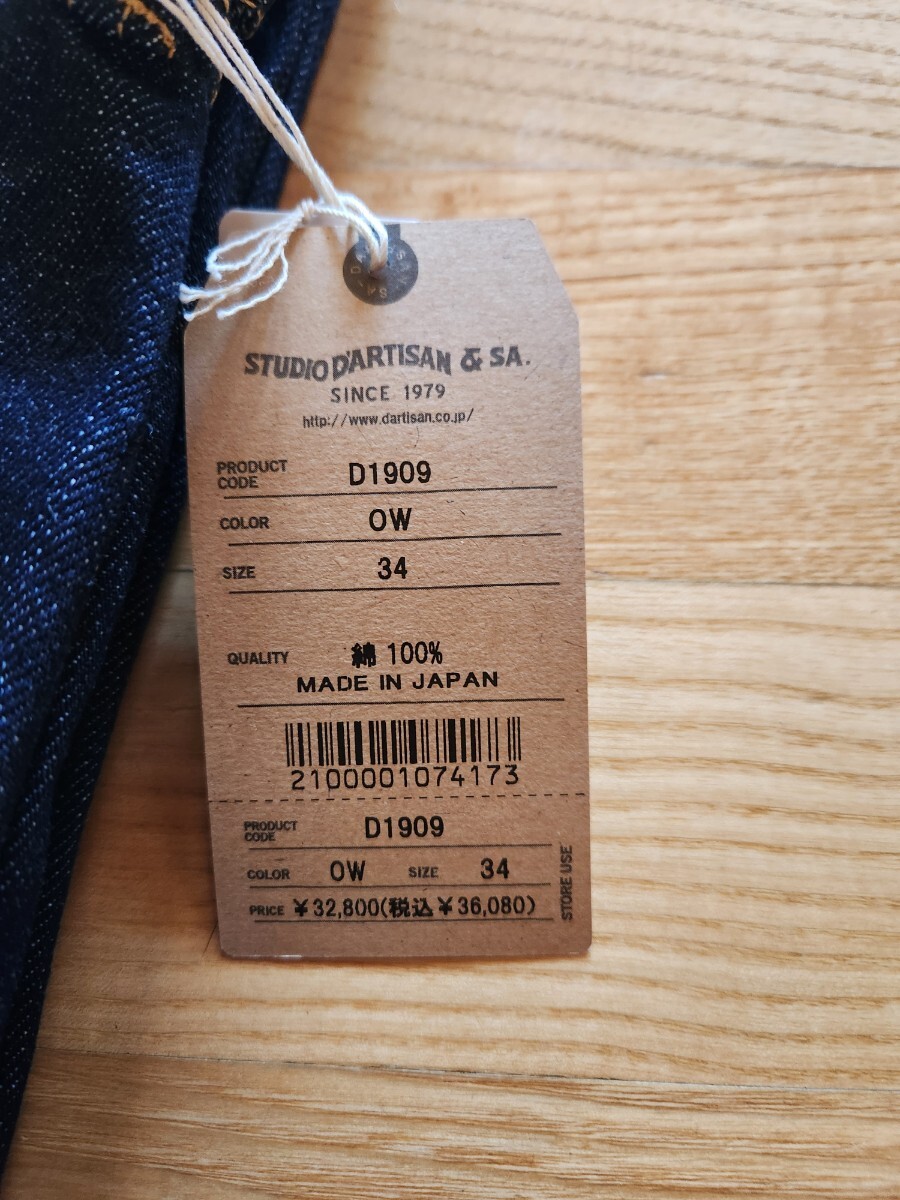 STUDIO D'ARTISAN & SA.
SINCE 1979
http://www.dartisan.co.jp/
PRODUCT CODE D1909
COLOR OW
SIZE 34
QUALITY 綿 100%
MADE IN JAPAN
2100001074173
PRODUCT CODE D1909
COLOR OW SIZE 34
PRICE ¥32,800(税込¥36,080)
STORE USE